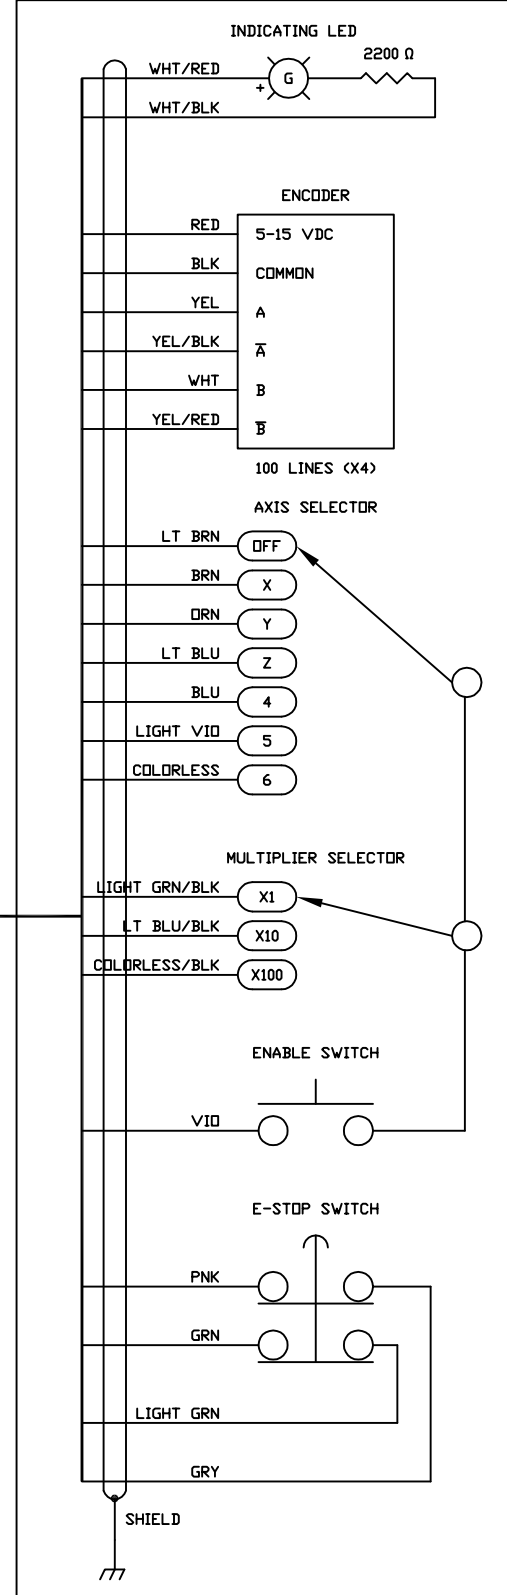 INDICATING LED
2200 Ω
WHT/RED
G
+
WHT/BLK
ENCODER
RED
5-15 VDC
BLK
COMMON
YEL
A
YEL/BLK
A̅
WHT
B
YEL/RED
B̅
100 LINES (X4)
AXIS SELECTOR
LT BRN
OFF
BRN
X
ORN
Y
LT BLU
Z
BLU
4
LIGHT VIO
5
COLORLESS
6
MULTIPLIER SELECTOR
LIGHT GRN/BLK
X1
LT BLU/BLK
X10
COLORLESS/BLK
X100
ENABLE SWITCH
VIO
E-STOP SWITCH
PNK
GRN
LIGHT GRN
GRY
SHIELD